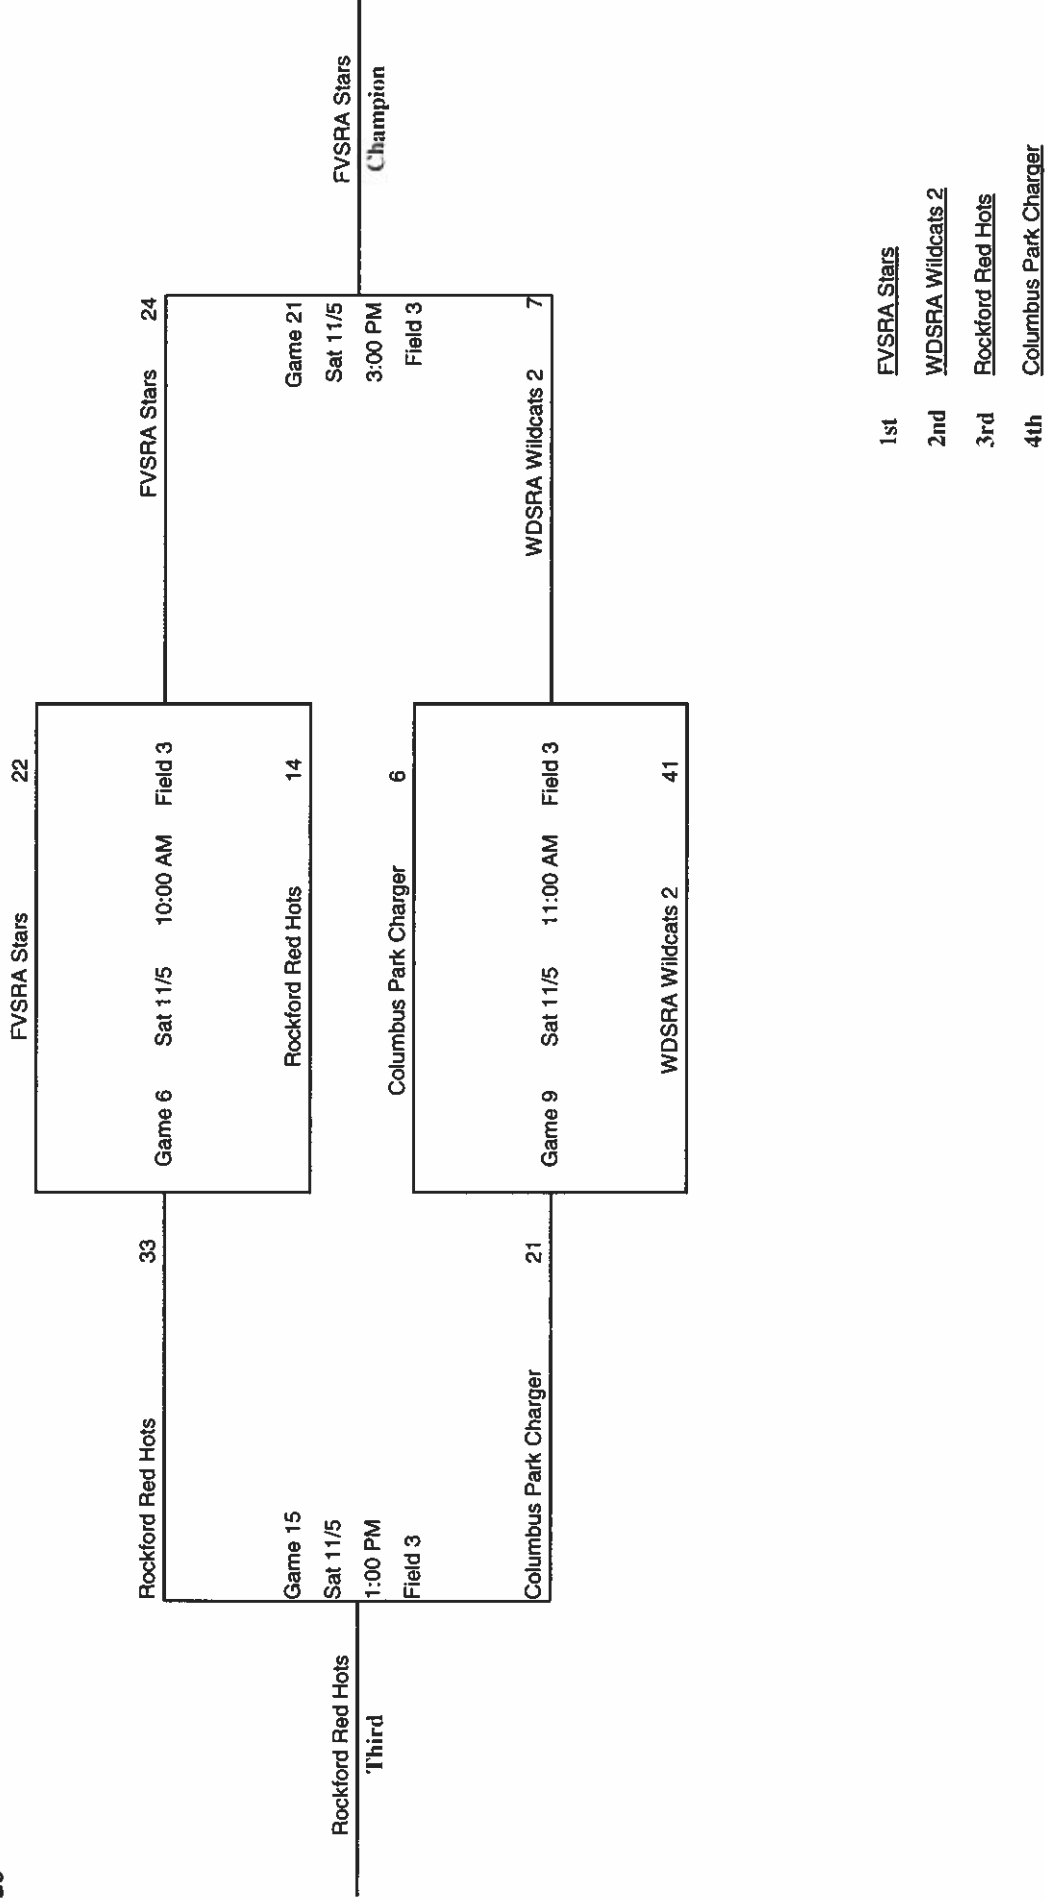 FVSRA Stars 22
Rockford Red Hots 33
FVSRA Stars 24
Game 6 Sat 11/5 10:00 AM Field 3
Rockford Red Hots 14
Game 15
Sat 11/5
1:00 PM
Field 3
Game 21
Sat 11/5
3:00 PM
Field 3
Rockford Red Hots
Third
FVSRA Stars
Champion
Columbus Park Charger 6
Columbus Park Charger 21
Game 9 Sat 11/5 11:00 AM Field 3
WDSRA Wildcats 2 7
WDSRA Wildcats 2 41
1st FVSRA Stars
2nd WDSRA Wildcats 2
3rd Rockford Red Hots
4th Columbus Park Charger